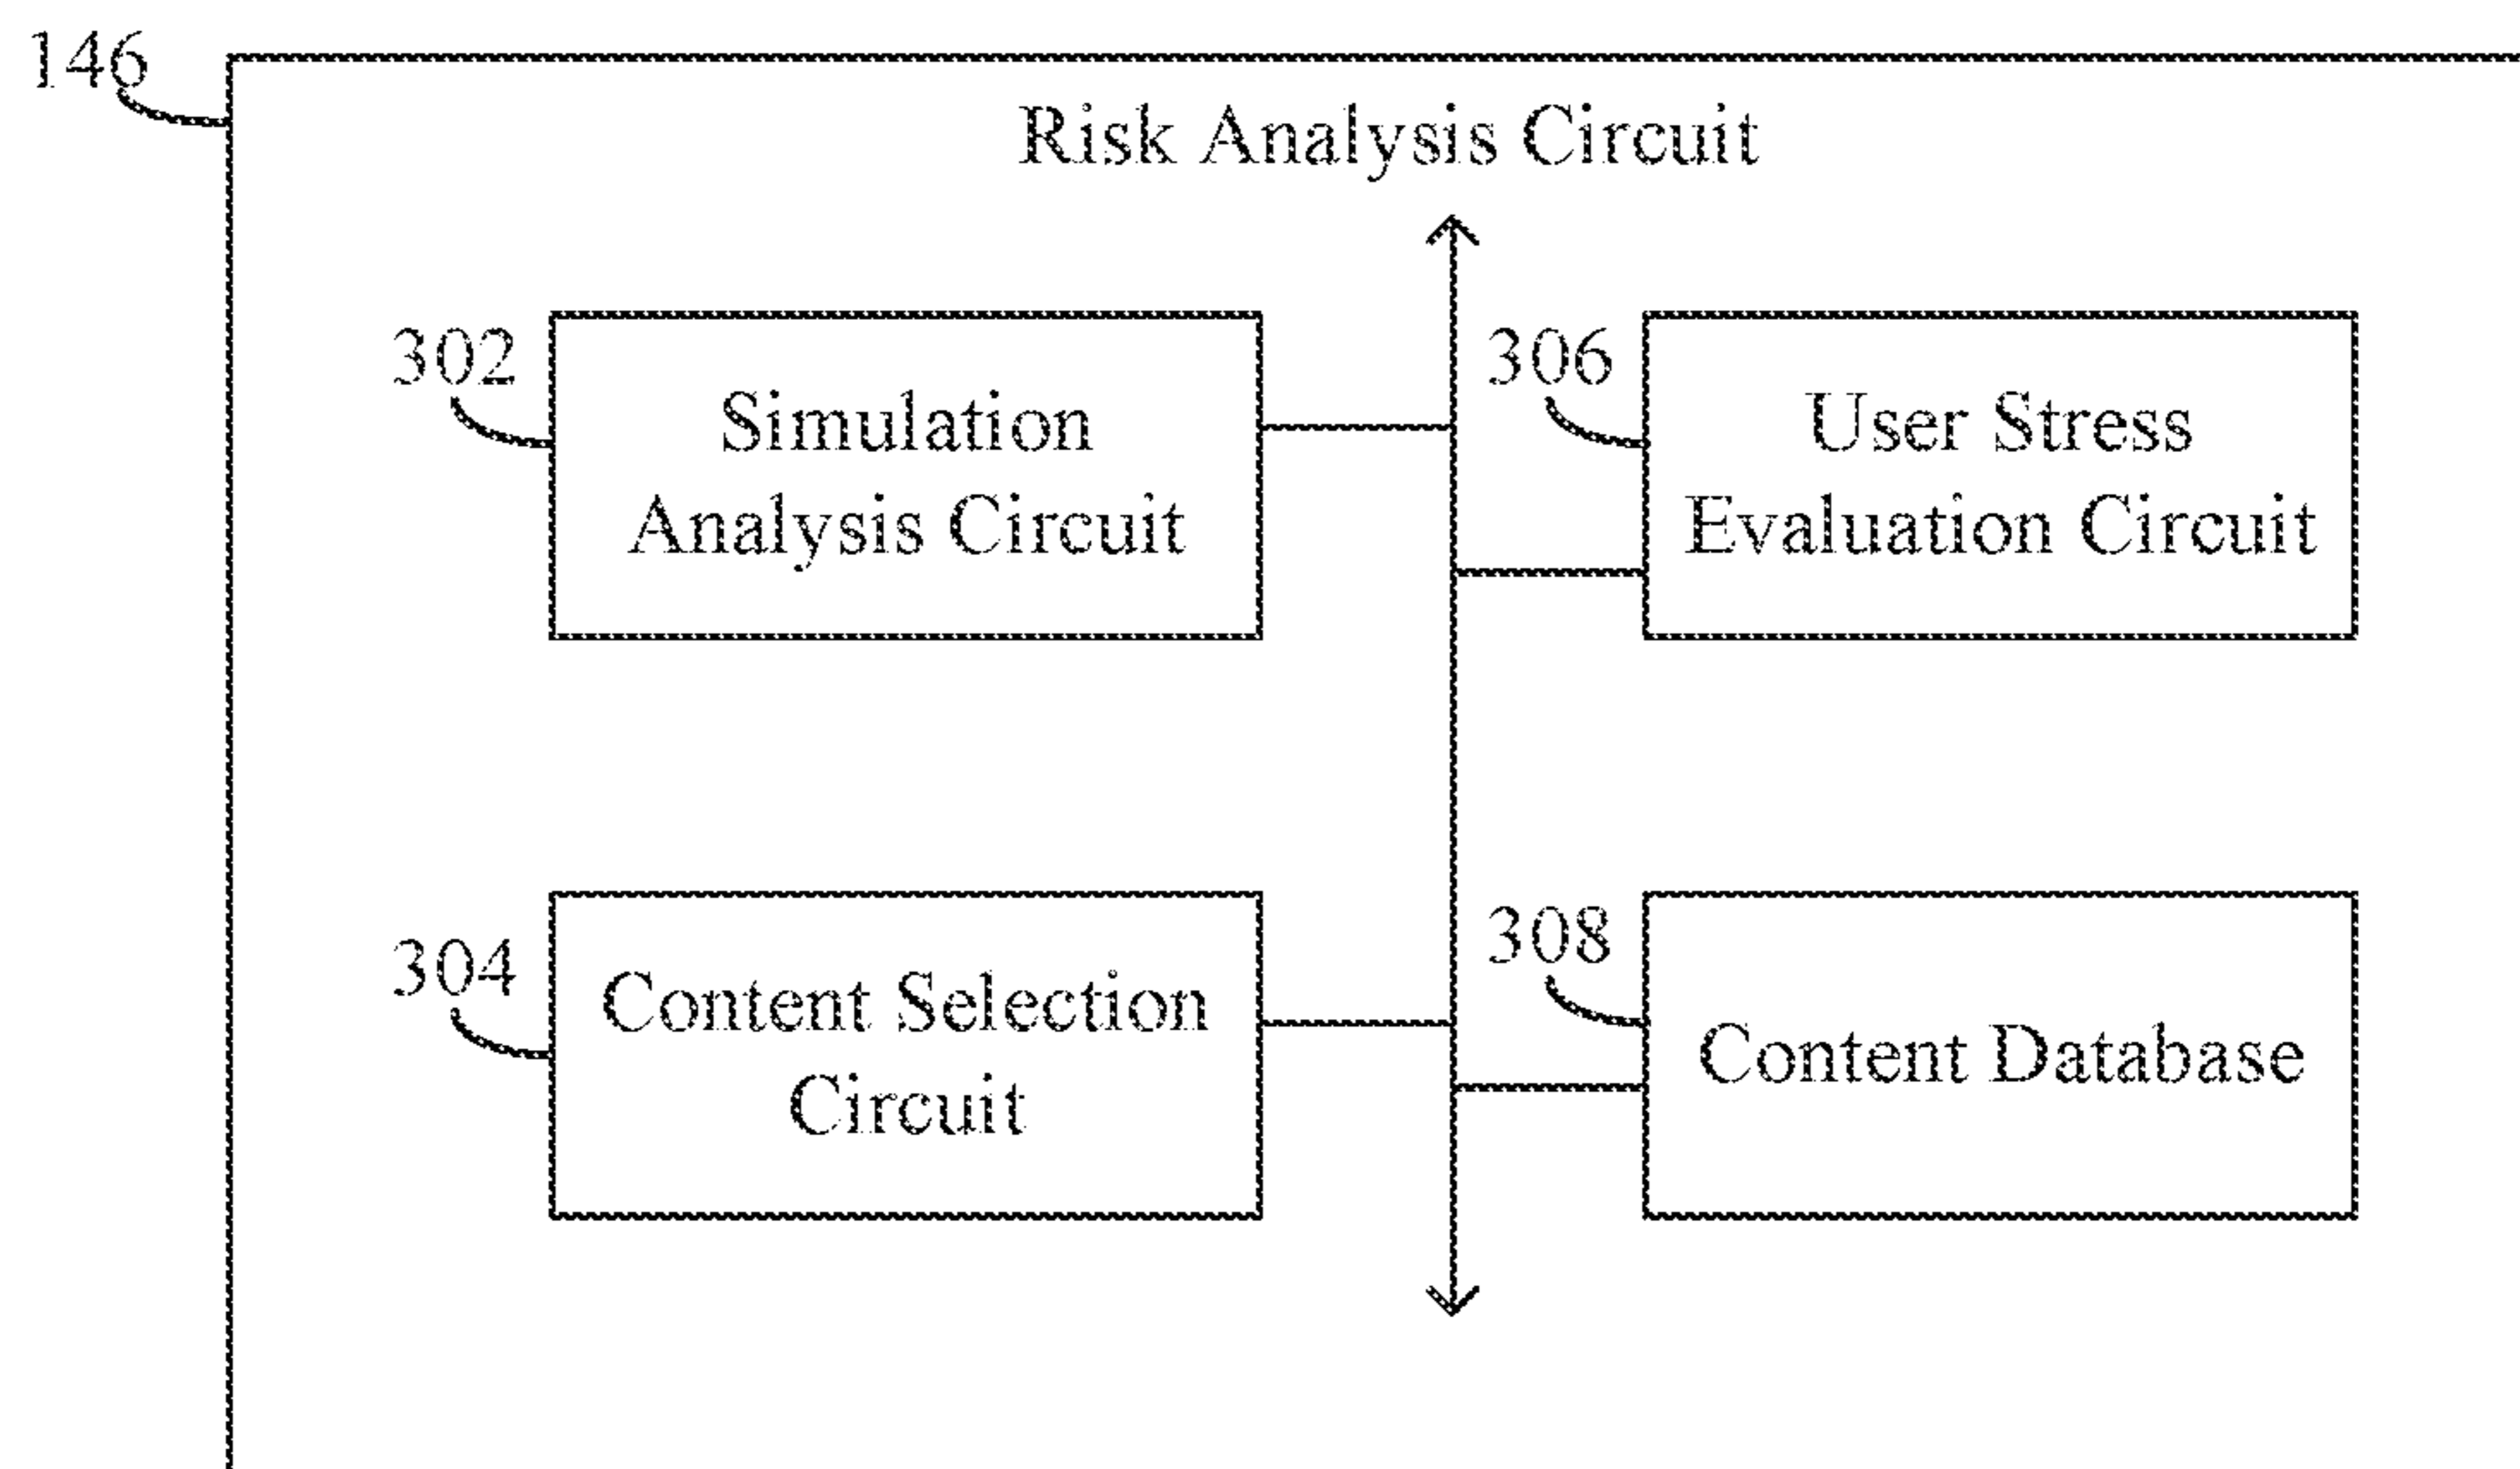 146
Risk Analysis Circuit
302
Simulation
Analysis Circuit
306
User Stress
Evaluation Circuit
304
Content Selection
Circuit
308
Content Database